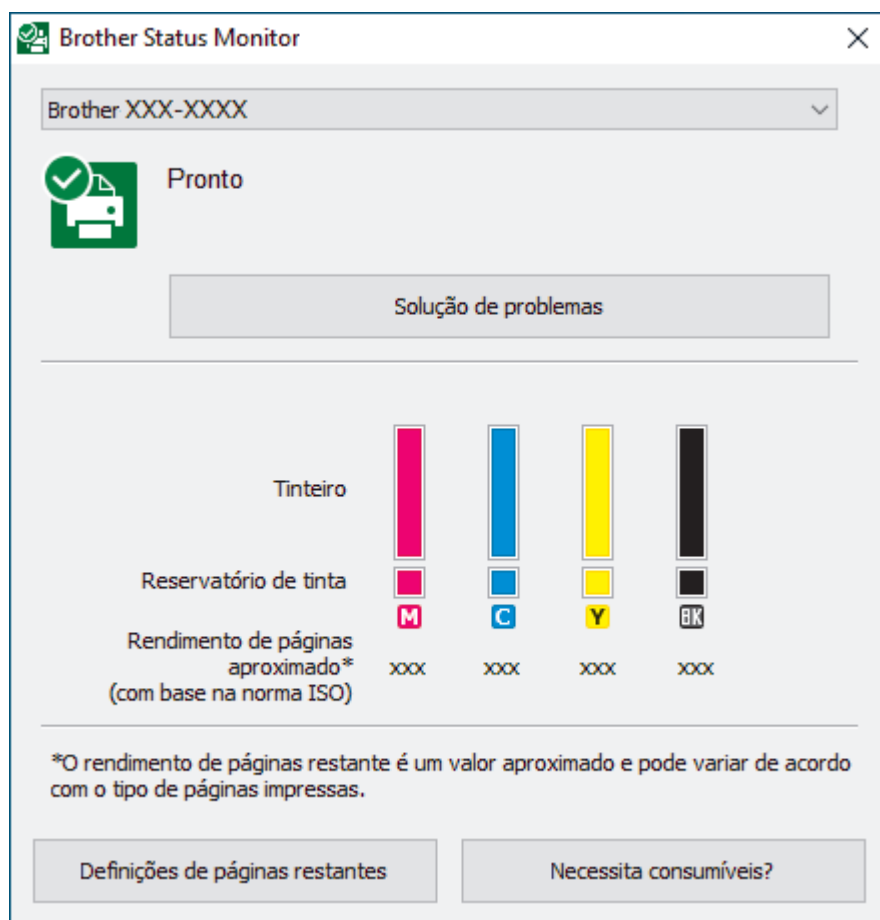 Brother Status Monitor
Brother XXX-XXXX
Pronto
Solução de problemas
Tinteiro
Reservatório de tinta
M C Y BK
Rendimento de páginas
aproximado* xxx xxx xxx xxx
(com base na norma ISO)
*O rendimento de páginas restante é um valor aproximado e pode variar de acordo
com o tipo de páginas impressas.
Definições de páginas restantes
Necessita consumíveis?